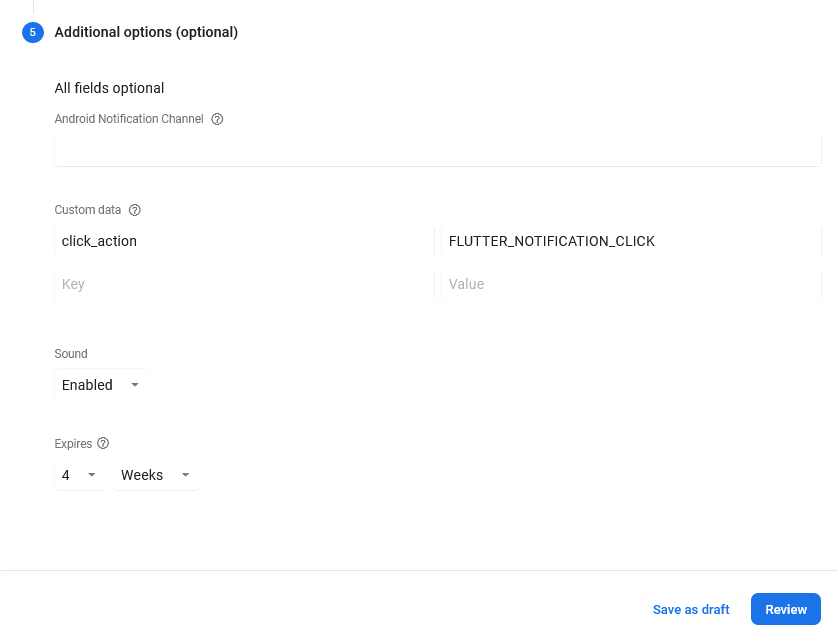 5 Additional options (optional)
All fields optional
Android Notification Channel ?
Custom data ?
click_action FLUTTER_NOTIFICATION_CLICK
Key Value
Sound
Enabled
Expires ?
4 Weeks
Save as draft Review